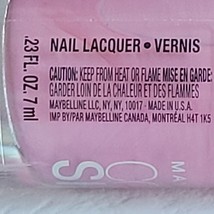 NAIL LACQUER • VERNIS
CAUTION: KEEP FROM HEAT OR FLAME MISE EN GARDE:
GARDER LOIN DE LA CHALEUR ET DES FLAMMES
MAYBELLINE LLC, NY, NY, 10017 - MADE IN U.S.A.
IMP BY/PAR MAYBELLINE CANADA, MONTRÉAL H4T 1K5
.23 FL. OZ. 7 ml
MA